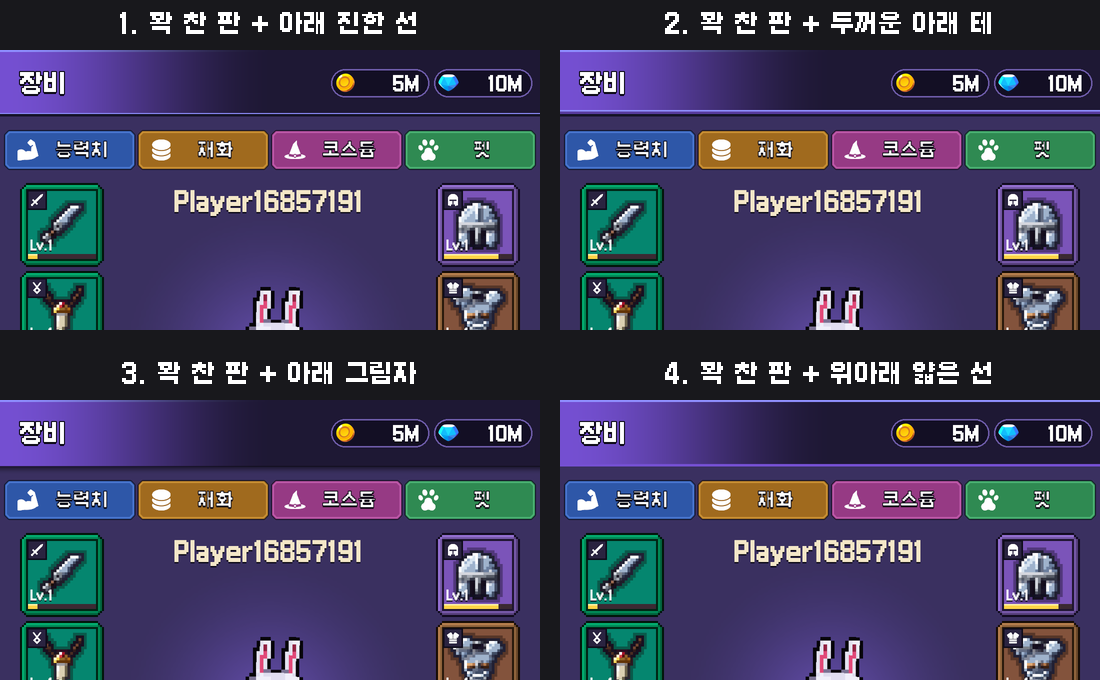 1. 꽉 찬 판 + 아래 진한 선
장비
5M
10M
능력치
재화
코스튬
펫
Player16857191
Lv.1
Lv.1
2. 꽉 찬 판 + 두꺼운 아래 테
장비
5M
10M
능력치
재화
코스튬
펫
Player16857191
Lv.1
Lv.1
3. 꽉 찬 판 + 아래 그림자
장비
5M
10M
능력치
재화
코스튬
펫
Player16857191
Lv.1
Lv.1
4. 꽉 찬 판 + 위아래 얇은 선
장비
5M
10M
능력치
재화
코스튬
펫
Player16857191
Lv.1
Lv.1